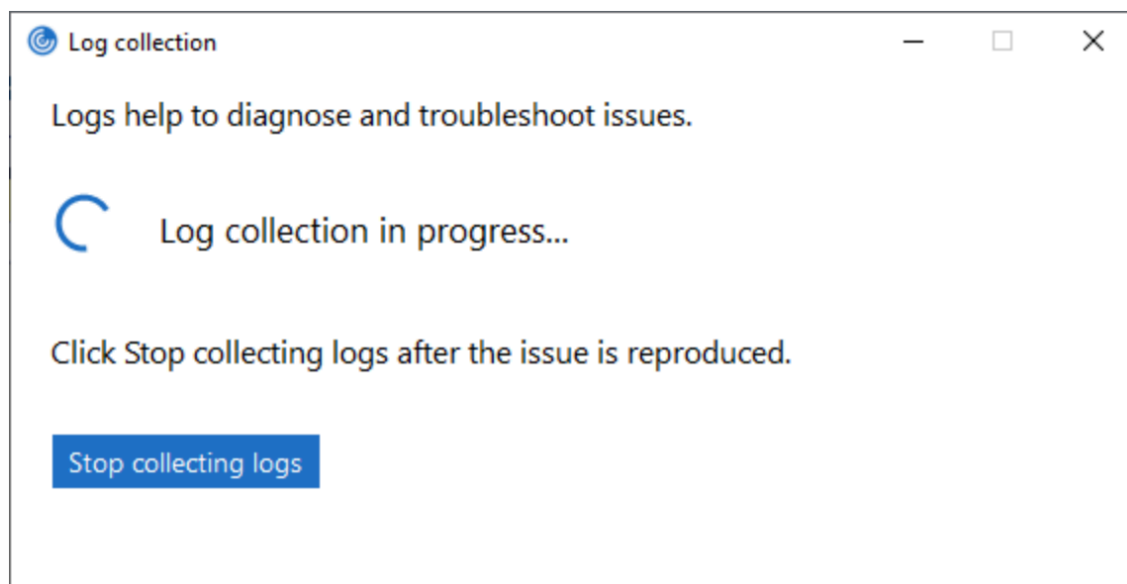 Log collection
Logs help to diagnose and troubleshoot issues.
Log collection in progress...
Click Stop collecting logs after the issue is reproduced.
Stop collecting logs